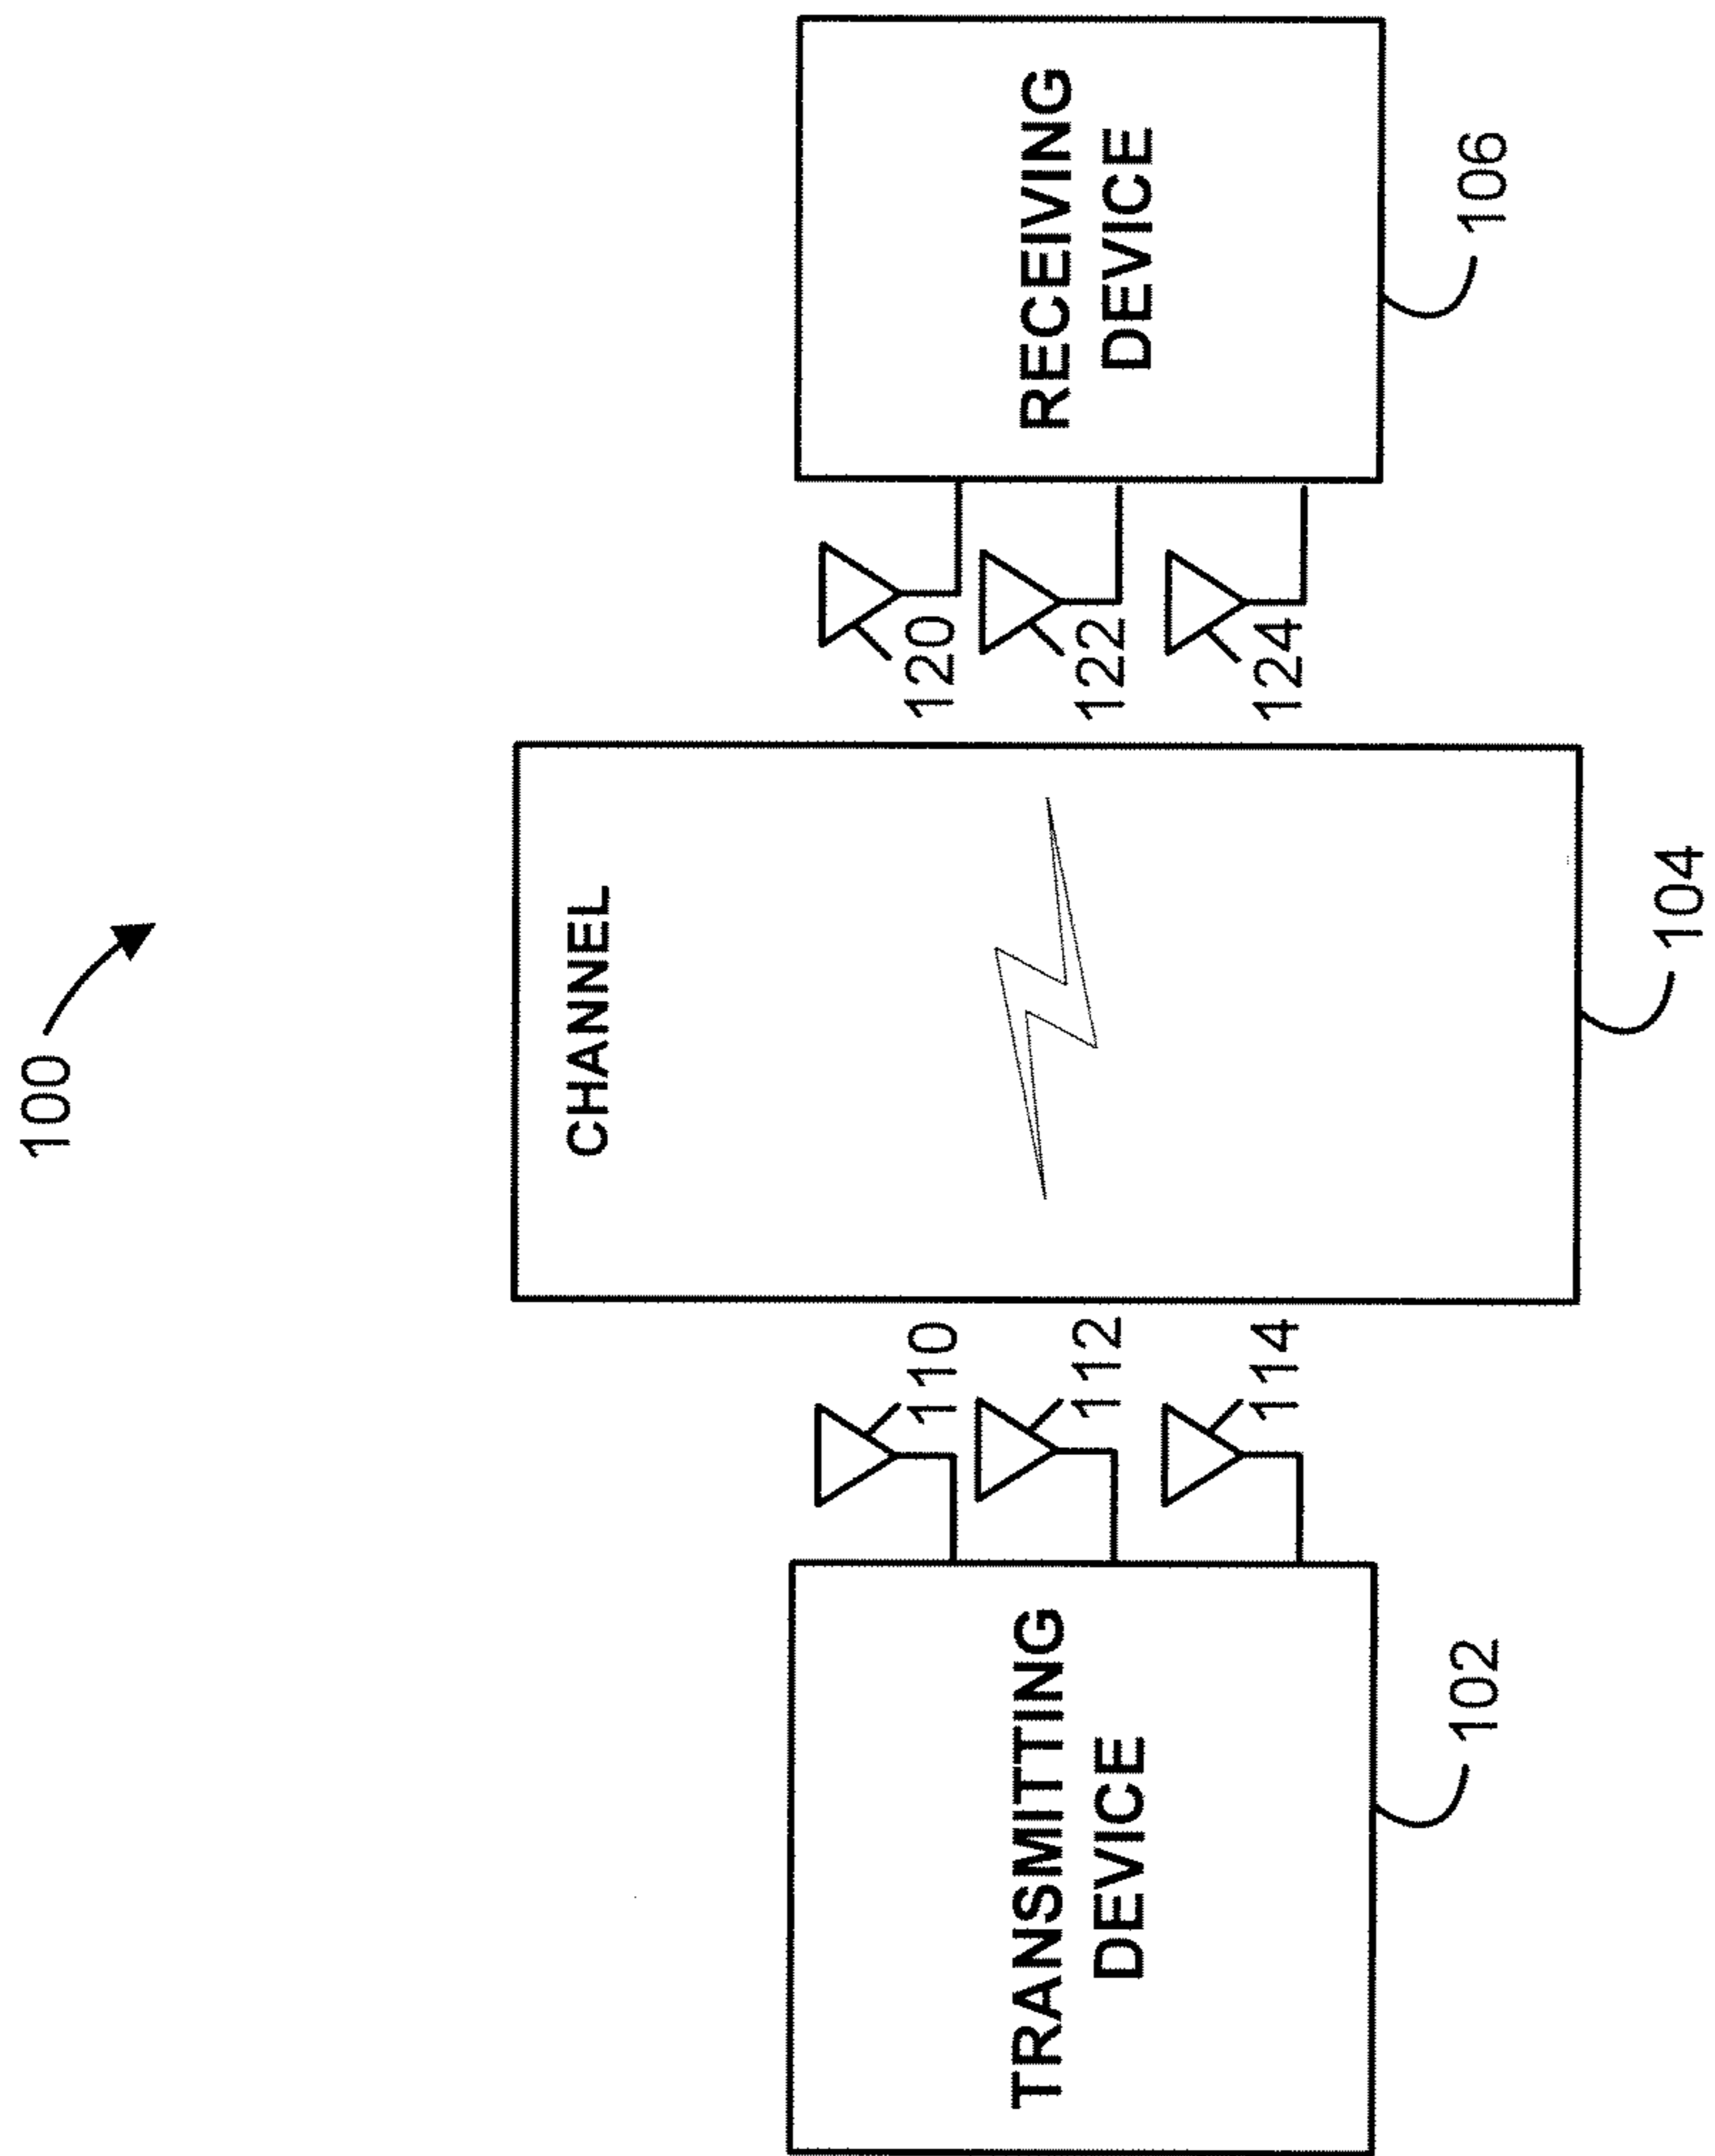 100
CHANNEL
TRANSMITTING
DEVICE
110
112
114
120
122
124
RECEIVING
DEVICE
102
104
106